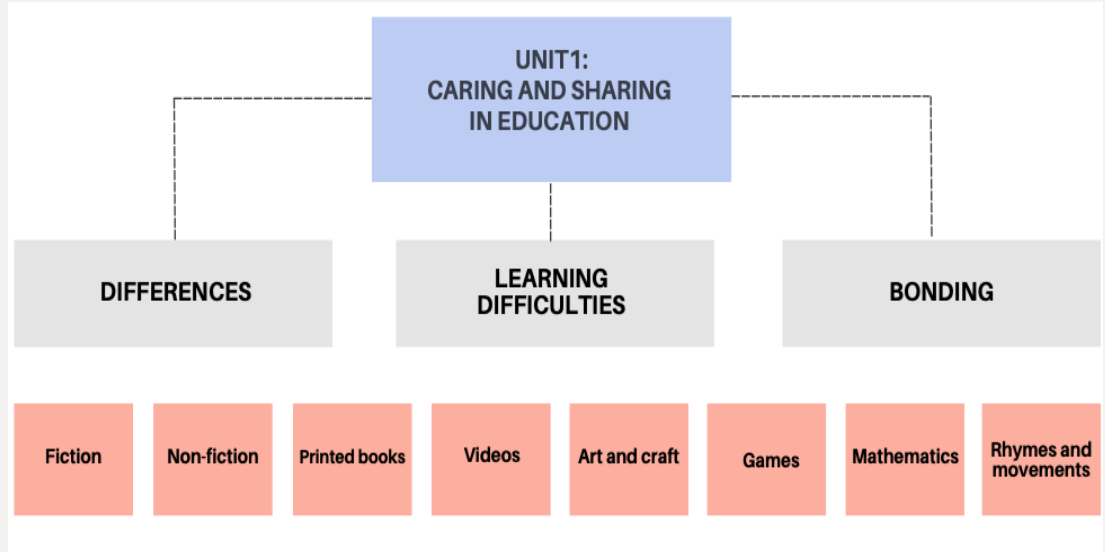 UNIT1:
CARING AND SHARING
IN EDUCATION
DIFFERENCES
LEARNING
DIFFICULTIES
BONDING
Fiction
Non-fiction
Printed books
Videos
Art and craft
Games
Mathematics
Rhymes and
movements